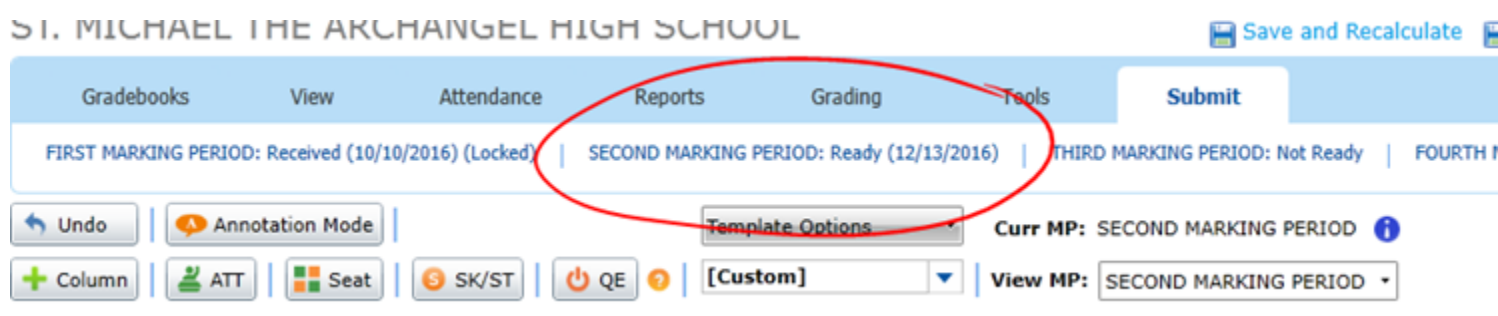 ST. MICHAEL THE ARCHANGEL HIGH SCHOOL Save and Recalculate
Gradebooks View Attendance Reports Grading Tools Submit
FIRST MARKING PERIOD: Received (10/10/2016) (Locked) | SECOND MARKING PERIOD: Ready (12/13/2016) | THIRD MARKING PERIOD: Not Ready | FOURTH
Undo Annotation Mode Template Options Curr MP: SECOND MARKING PERIOD
Column ATT Seat SK/ST QE [Custom] View MP: SECOND MARKING PERIOD